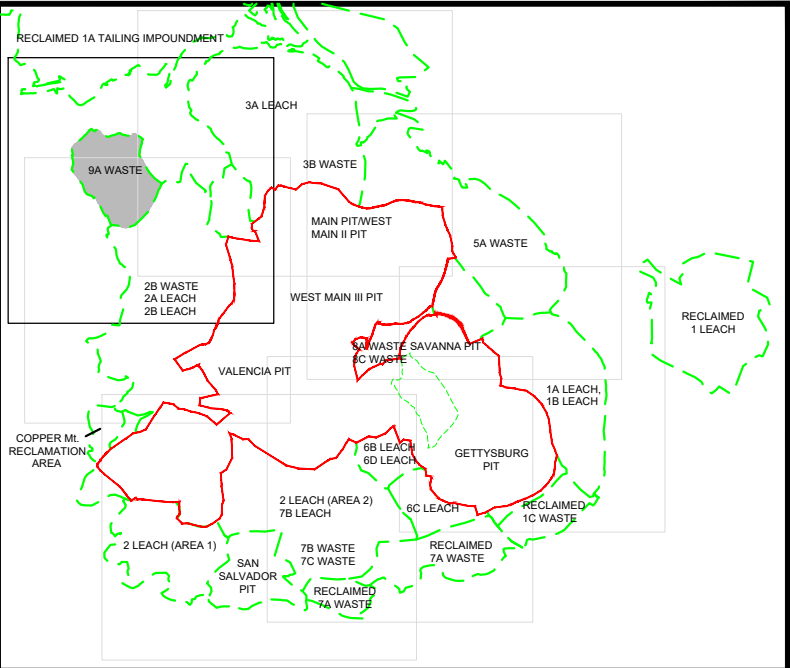 RECLAIMED 1A TAILING IMPOUNDMENT
3A LEACH
3B WASTE
9A WASTE
MAIN PIT/WEST
MAIN II PIT
5A WASTE
2B WASTE
2A LEACH
2B LEACH
WEST MAIN III PIT
RECLAIMED
1 LEACH
8A WASTE
8C WASTE
SAVANNA PIT
VALENCIA PIT
1A LEACH,
1B LEACH
COPPER Mt.
RECLAMATION
AREA
6B LEACH
6D LEACH
GETTYSBURG
PIT
2 LEACH (AREA 2)
7B LEACH
6C LEACH
RECLAIMED
1C WASTE
2 LEACH (AREA 1)
7B WASTE
7C WASTE
RECLAIMED
7A WASTE
SAN
SALVADOR
PIT
RECLAIMED
7A WASTE